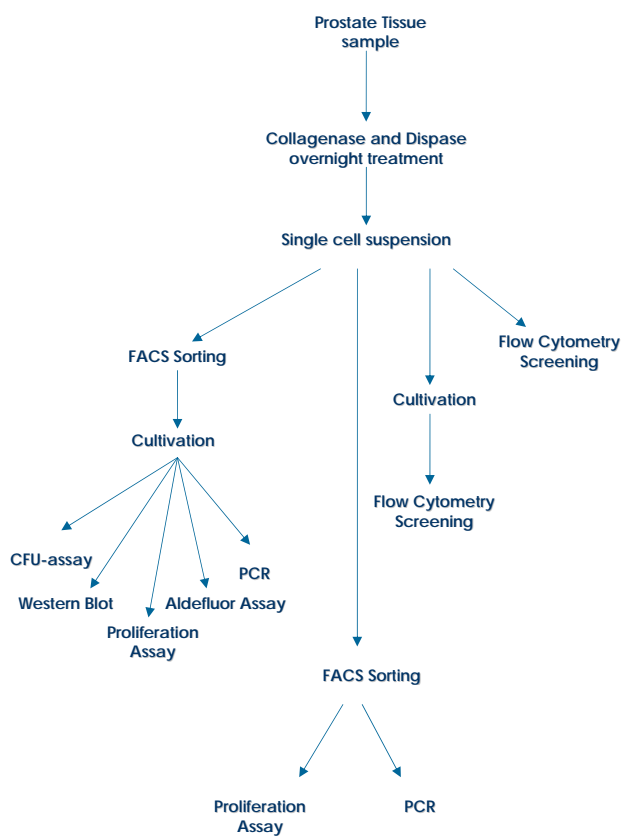 Prostate Tissue
sample
Collagenase and Dispase
overnight treatment
Single cell suspension
FACS Sorting
Flow Cytometry
Screening
Cultivation
Cultivation
Flow Cytometry
Screening
CFU-assay
PCR
Western Blot
Aldefluor Assay
Proliferation
Assay
FACS Sorting
Proliferation
Assay
PCR